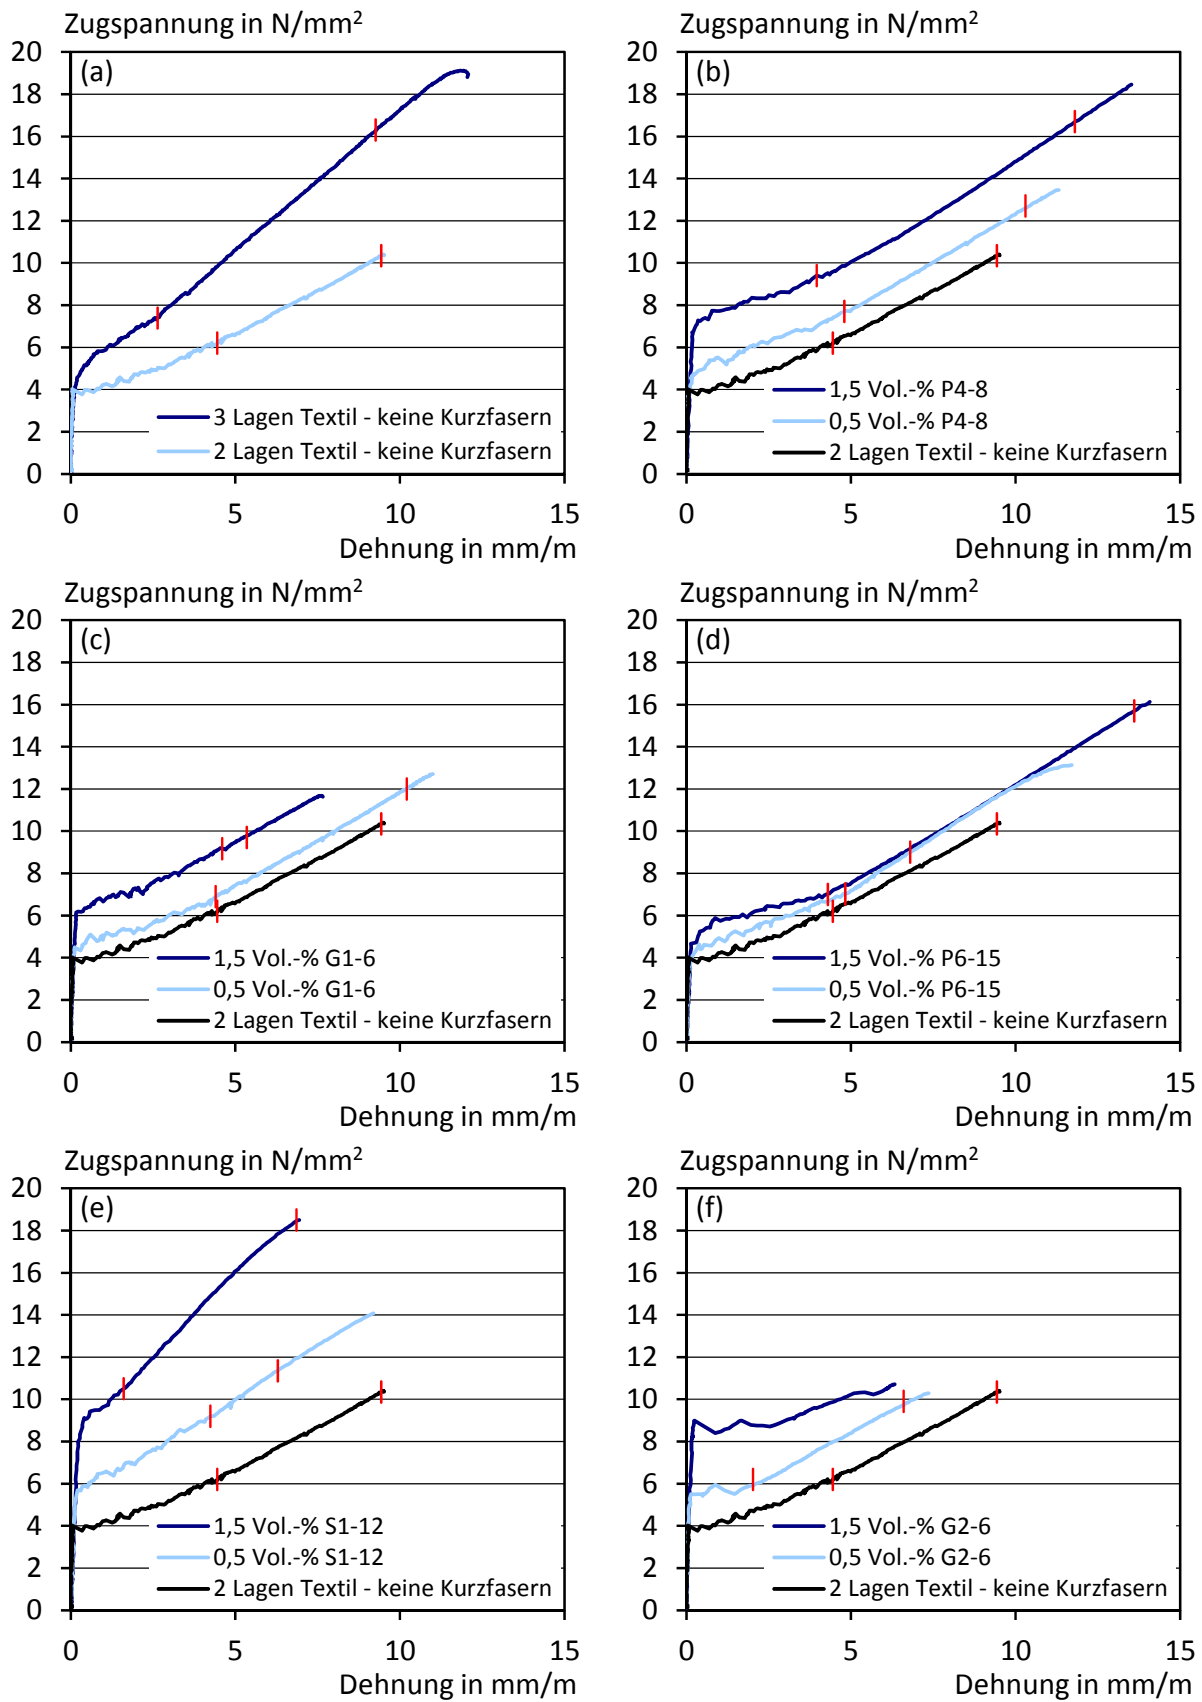 Zugspannung in N/mm²
20
(a)
18
16
14
12
10
8
6
4
3 Lagen Textil - keine Kurzfasern
2
2 Lagen Textil - keine Kurzfasern
0
0 5 10 15
Dehnung in mm/m
Zugspannung in N/mm²
20
(b)
18
16
14
12
10
8
6
4
1,5 Vol.-% P4-8
0,5 Vol.-% P4-8
2
2 Lagen Textil - keine Kurzfasern
0
0 5 10 15
Dehnung in mm/m
Zugspannung in N/mm²
20
(c)
18
16
14
12
10
8
6
4
1,5 Vol.-% G1-6
0,5 Vol.-% G1-6
2
2 Lagen Textil - keine Kurzfasern
0
0 5 10 15
Dehnung in mm/m
Zugspannung in N/mm²
20
(d)
18
16
14
12
10
8
6
4
1,5 Vol.-% P6-15
0,5 Vol.-% P6-15
2
2 Lagen Textil - keine Kurzfasern
0
0 5 10 15
Dehnung in mm/m
Zugspannung in N/mm²
20
(e)
18
16
14
12
10
8
6
4
1,5 Vol.-% S1-12
0,5 Vol.-% S1-12
2
2 Lagen Textil - keine Kurzfasern
0
0 5 10 15
Dehnung in mm/m
Zugspannung in N/mm²
20
(f)
18
16
14
12
10
8
6
4
1,5 Vol.-% G2-6
0,5 Vol.-% G2-6
2
2 Lagen Textil - keine Kurzfasern
0
0 5 10 15
Dehnung in mm/m